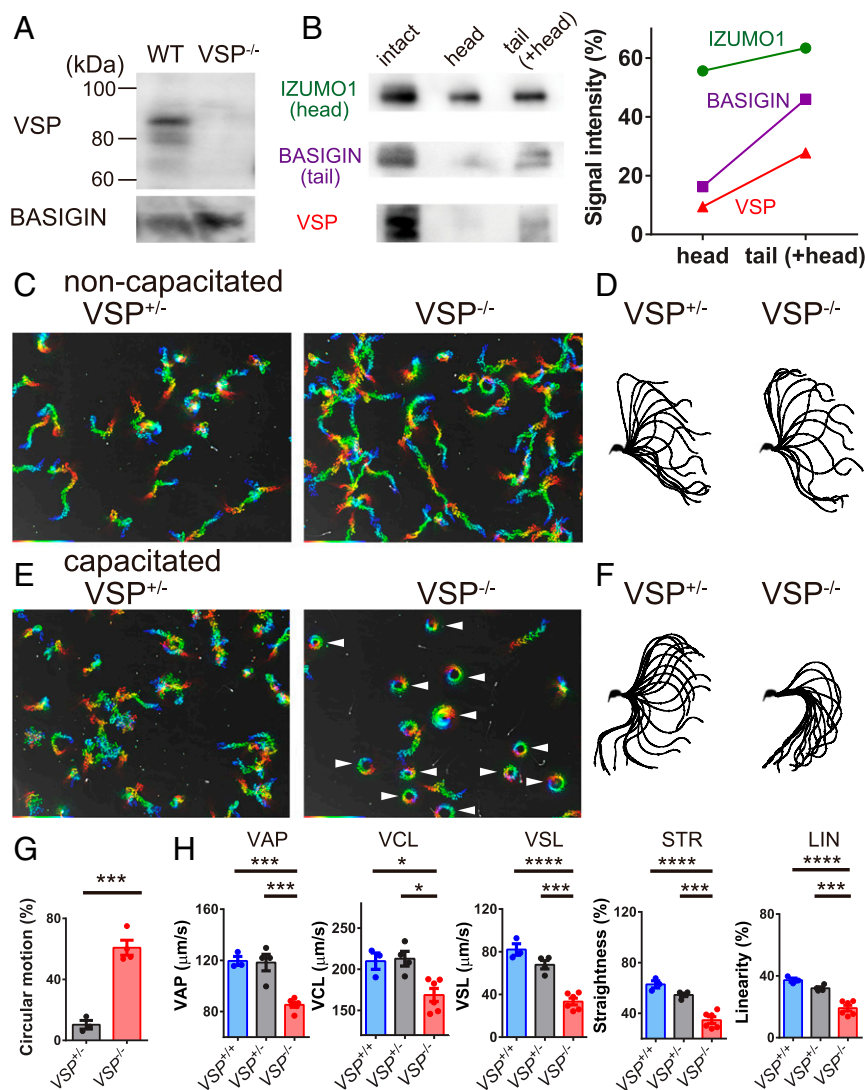 A
WT VSP-/-
(kDa)
100
VSP
80
60
BASIGIN
B
intact head tail (+head)
IZUMO1
(head)
BASIGIN
(tail)
VSP
Signal intensity (%)
60
40
20
0
IZUMO1
BASIGIN
VSP
head tail (+head)
C non-capacitated
VSP+/- VSP-/-
D
VSP+/- VSP-/-
E capacitated
VSP+/- VSP-/-
F
VSP+/- VSP-/-
G
***
Circular motion (%)
80
40
0
VSP+/- VSP-/-
H
VAP
***
***
VAP (μm/s)
160
120
80
VSP+/+ VSP+/- VSP-/-
VCL
*
*
VCL (μm/s)
250
200
150
VSP+/+ VSP+/- VSP-/-
VSL
****
***
VSL (μm/s)
120
80
40
0
VSP+/+ VSP+/- VSP-/-
STR
****
***
Straightness (%)
120
80
40
VSP+/+ VSP+/- VSP-/-
LIN
****
***
Linearity (%)
60
40
20
0
VSP+/+ VSP+/- VSP-/-